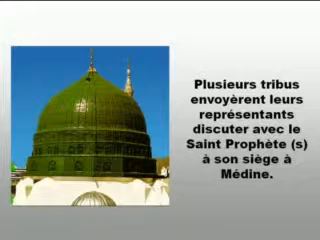 Plusieurs tribus
envoyèrent leurs
représentants
discuter avec le
Saint Prophète (s)
à son siège à
Médine.